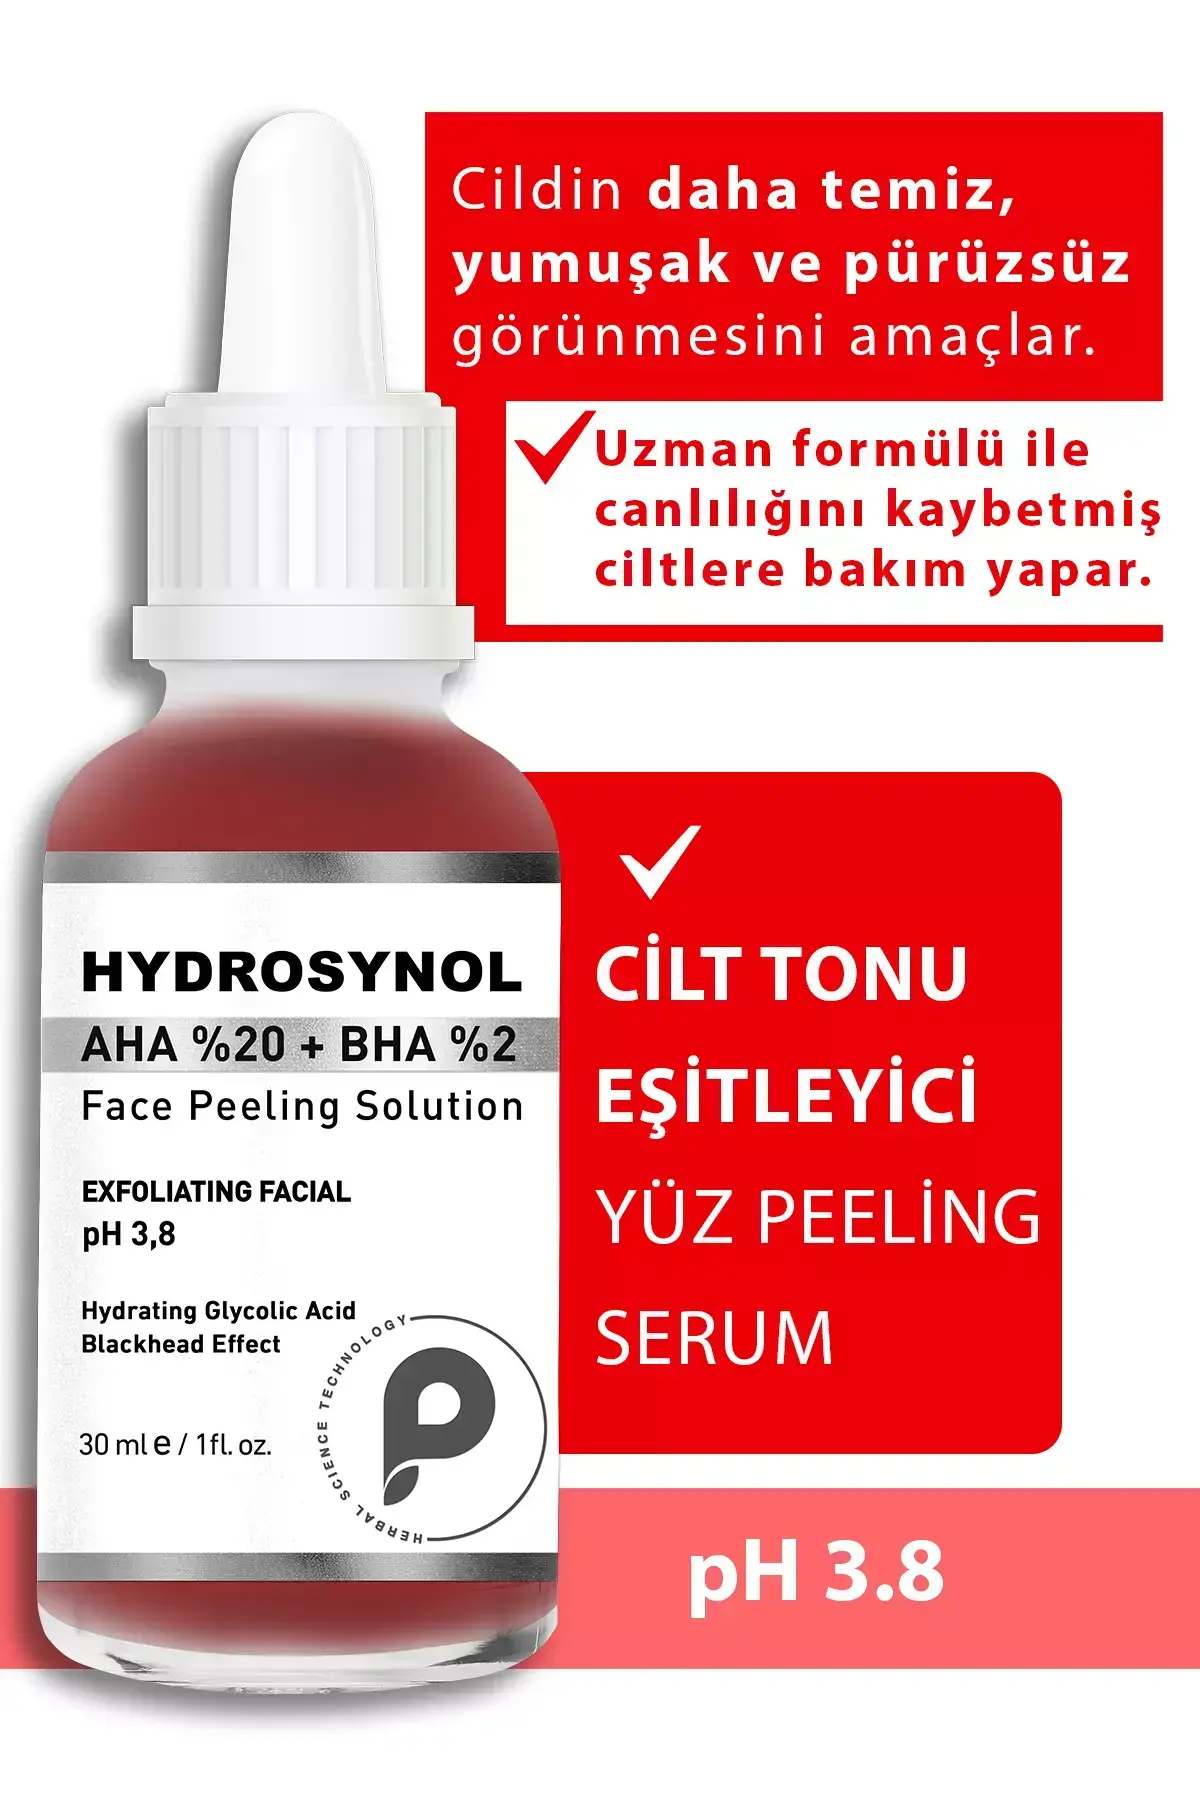 Cildin daha temiz,
yumuşak ve pürüzsüz
görünmesini amaçlar.
Uzman formülü ile
canlılığını kaybetmiş
ciltlere bakım yapar.
HYDROSYNOL
AHA %20 + BHA %2
Face Peeling Solution
EXFOLIATING FACIAL
pH 3,8
Hydrating Glycolic Acid
Blackhead Effect
30 ml e / 1fl. oz.
HERBAL SCIENCE TECHNOLOGY
CİLT TONU
EŞİTLEYİCİ
YÜZ PEELİNG
SERUM
pH 3.8